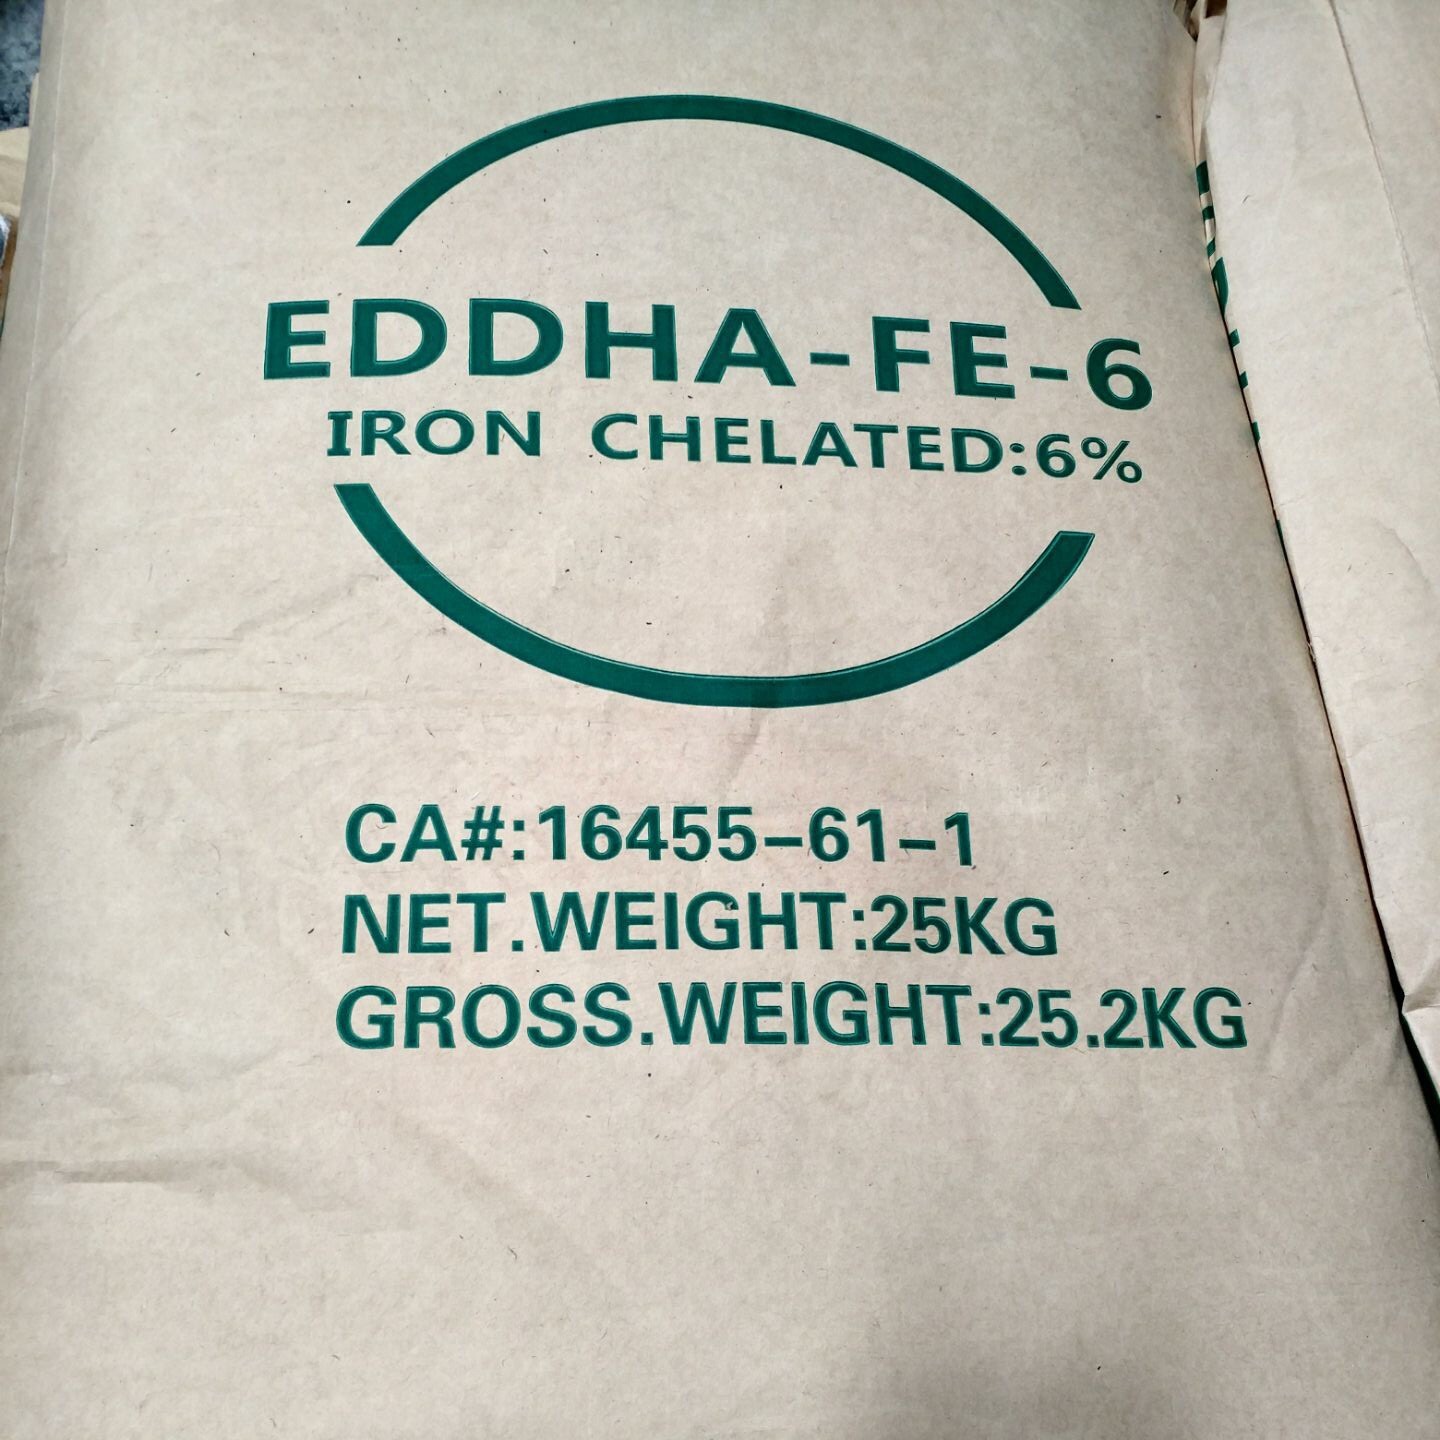 EDDHA-FE-6
IRON CHELATED:6%
CA#:16455-61-1
NET.WEIGHT:25KG
GROSS.WEIGHT:25.2KG